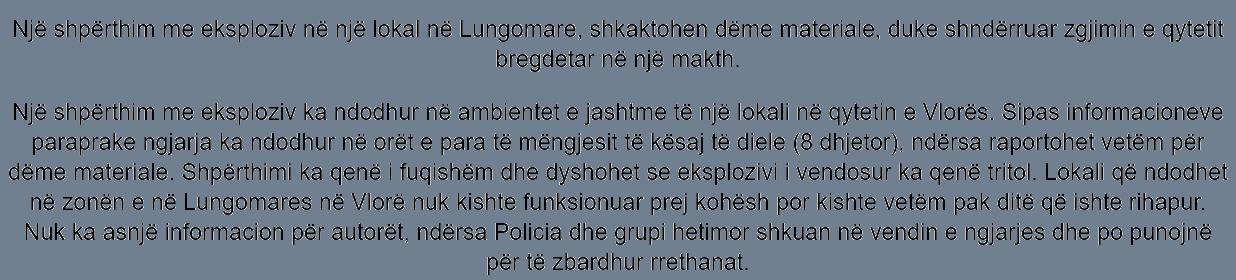 Një shpërthim me eksploziv në një lokal në Lungomare, shkaktohen dëme materiale, duke shndërruar zgjimin e qytetit
bregdetar në një makth.
Një shpërthim me eksploziv ka ndodhur në ambientet e jashtme të një lokali në qytetin e Vlorës. Sipas informacioneve
paraprake ngjarja ka ndodhur në orët e para të mëngjesit të kësaj të diele (8 dhjetor), ndërsa raportohet vetëm për
dëme materiale. Shpërthimi ka qenë i fuqishëm dhe dyshohet se eksplozivi i vendosur ka qenë tritol. Lokali që ndodhet
në zonën e në Lungomares në Vlorë nuk kishte funksionuar prej kohësh por kishte vetëm pak ditë që ishte rihapur.
Nuk ka asnjë informacion për autorët, ndërsa Policia dhe grupi hetimor shkuan në vendin e ngjarjes dhe po punojnë
për të zbardhur rrethanat.